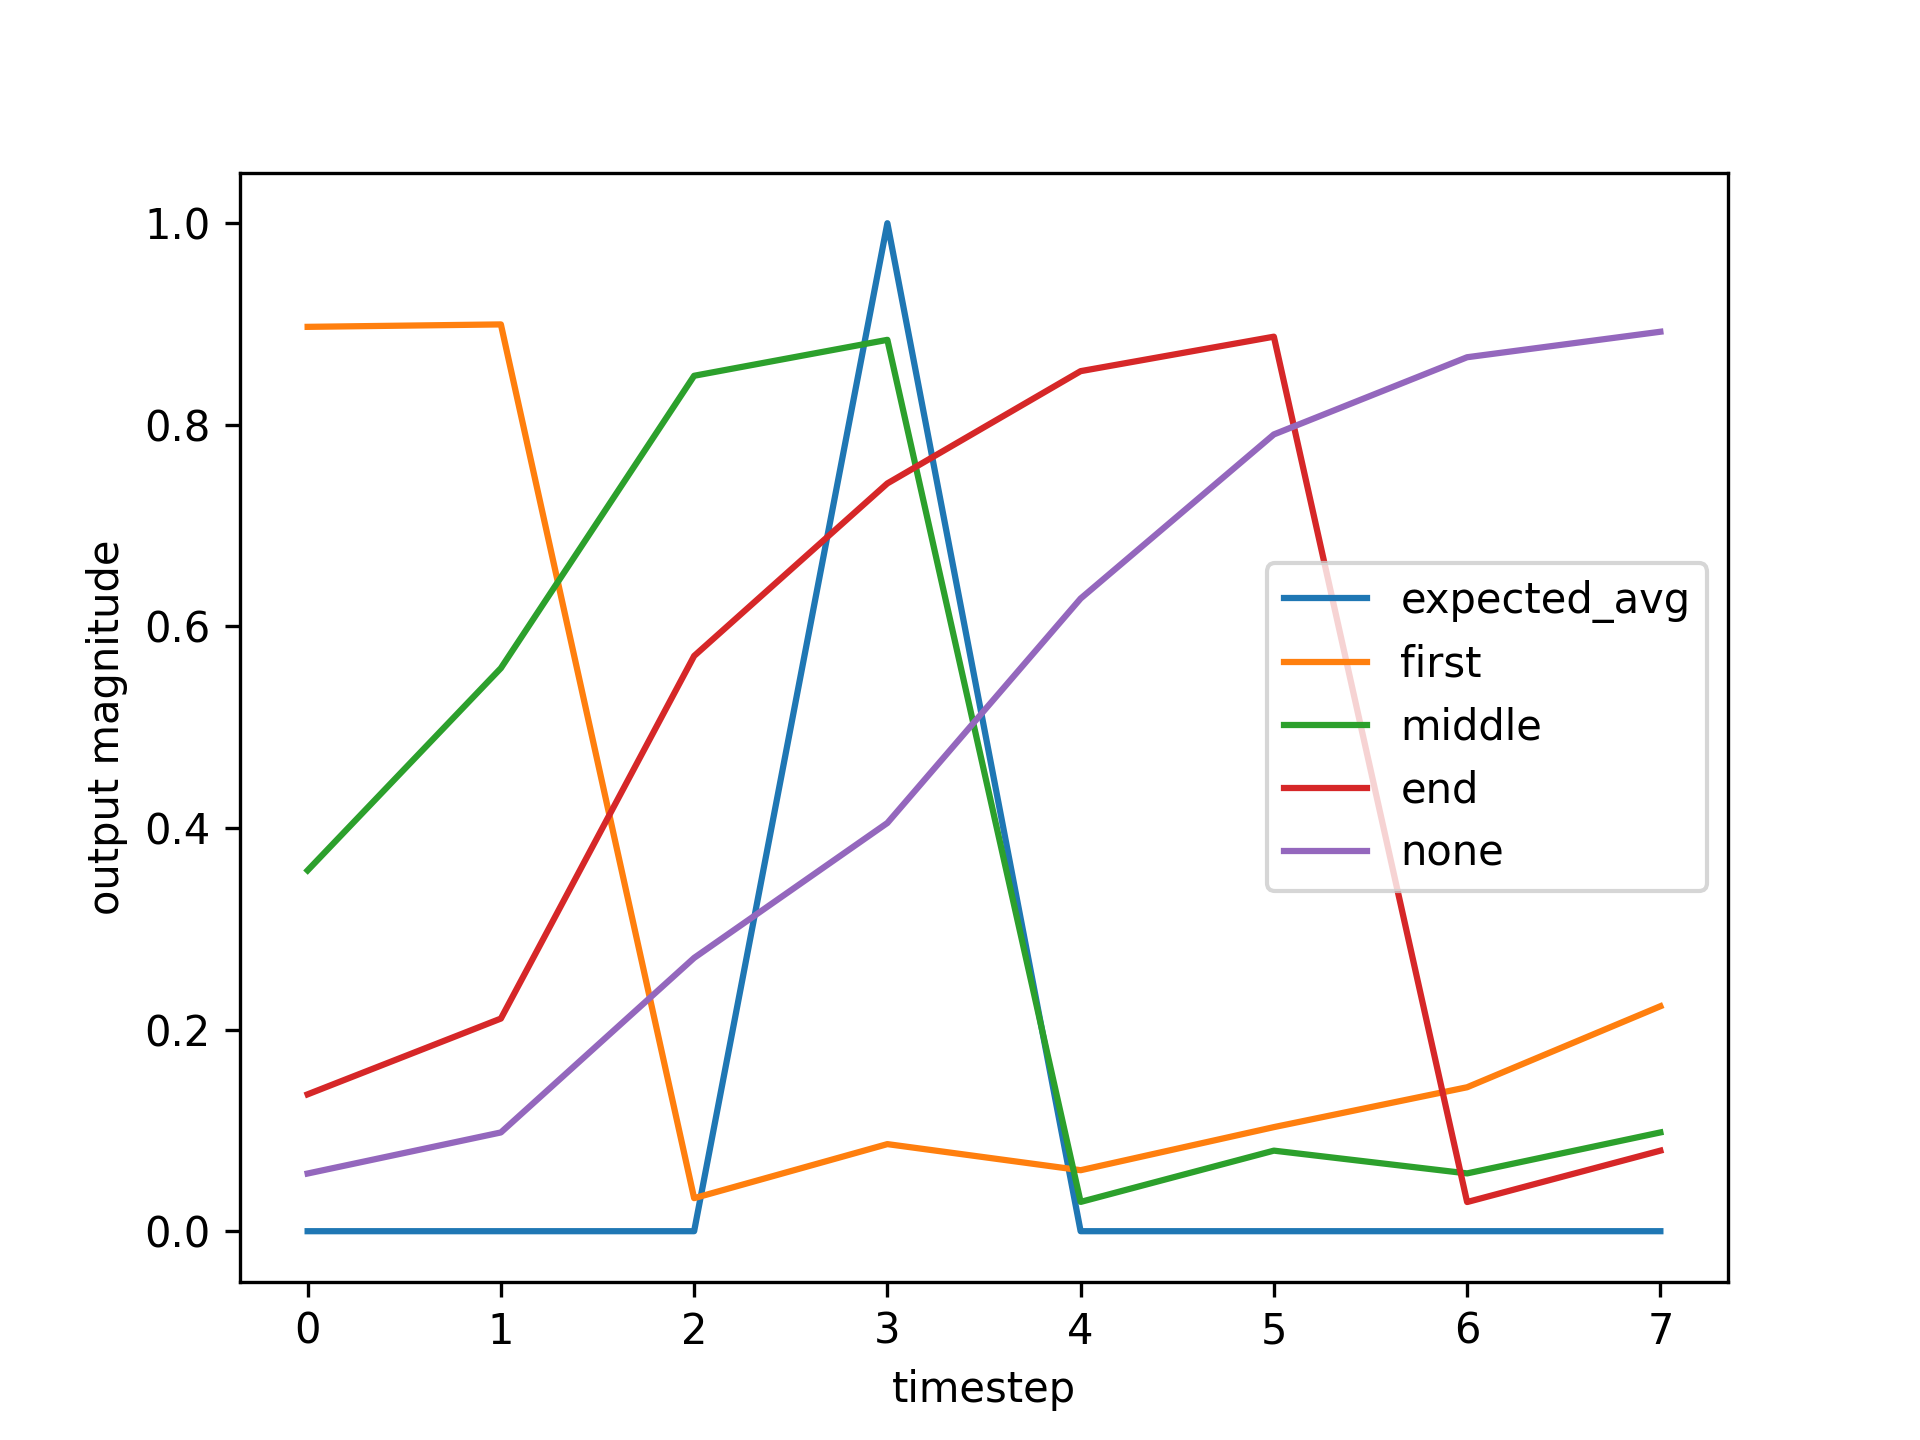 1.0
0.8
0.6
0.4
0.2
0.0
output magnitude
0 1 2 3 4 5 6 7
timestep
expected_avg
first
middle
end
none